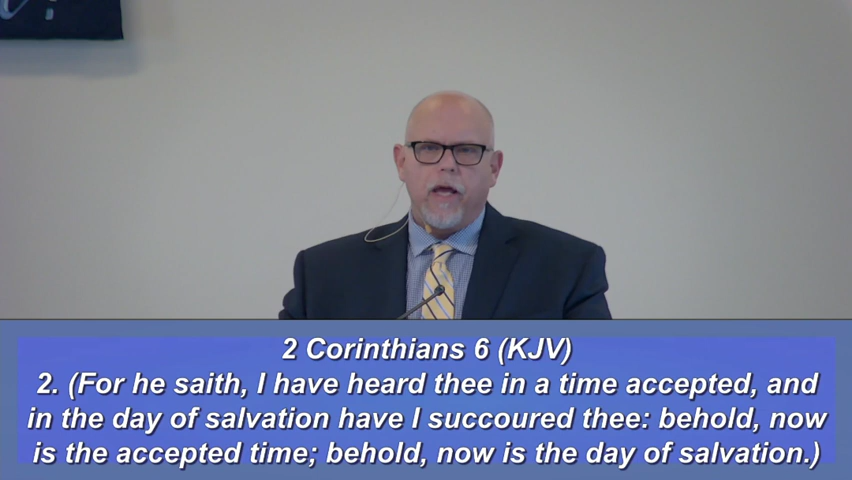 2 Corinthians 6 (KJV)
2. (For he saith, I have heard thee in a time accepted, and
in the day of salvation have I succoured thee: behold, now
is the accepted time; behold, now is the day of salvation.)